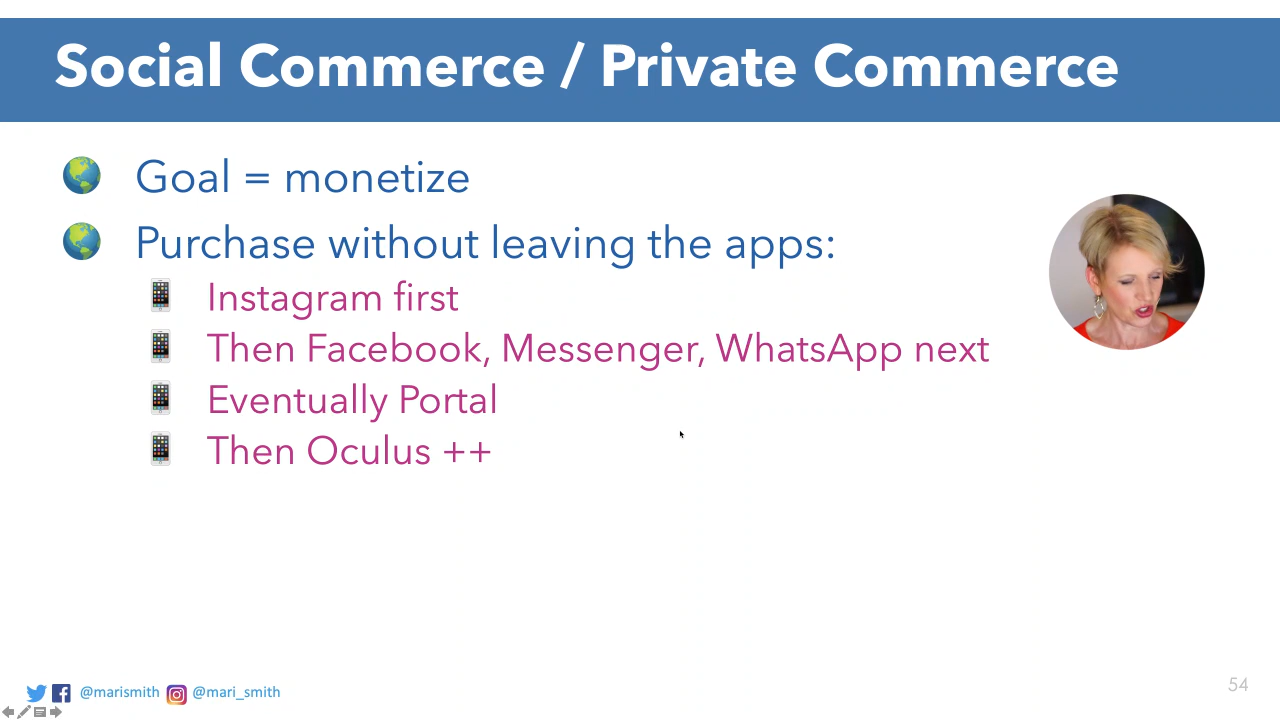 Social Commerce / Private Commerce
Goal = monetize
Purchase without leaving the apps:
Instagram first
Then Facebook, Messenger, WhatsApp next
Eventually Portal
Then Oculus ++
@marismith @mari_smith
54